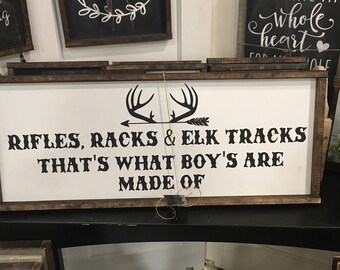 whole
heart
RIFLES, RACKS & ELK TRACKS
THAT'S WHAT BOY'S ARE
MADE OF